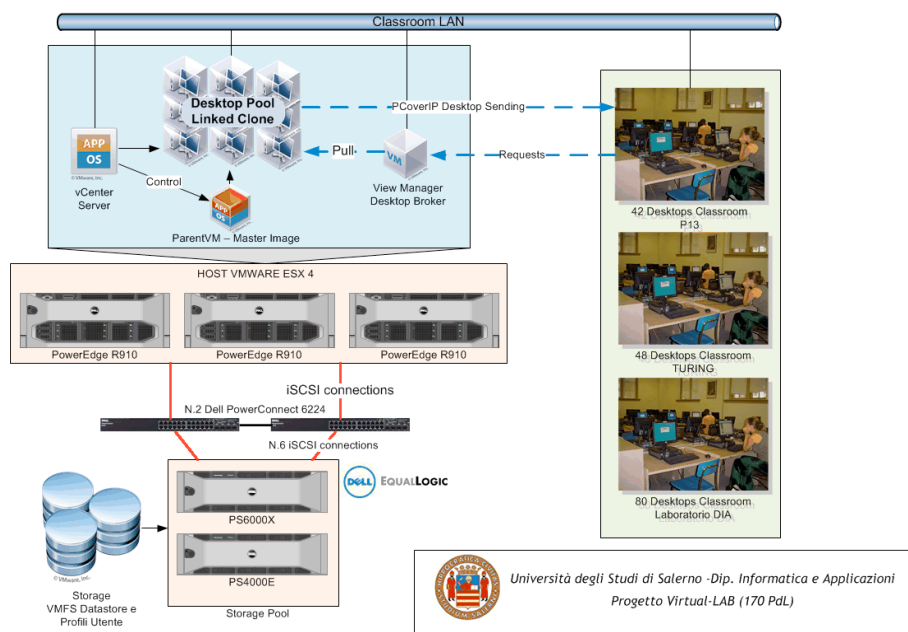 Classroom LAN
Desktop Pool
Linked Clone
PCoverIP Desktop Sending
APP
OS
© VMware, Inc.
vCenter
Server
Control
Pull
Requests
VM
View Manager
Desktop Broker
APP
OS
ParentVM – Master Image
42 Desktops Classroom
P13
HOST VMWARE ESX 4
PowerEdge R910
PowerEdge R910
PowerEdge R910
48 Desktops Classroom
TURING
iSCSI connections
N.2 Dell PowerConnect 6224
N.6 iSCSI connections
DELL
EQUALLOGIC
PS6000X
PS4000E
Storage Pool
© VMware, Inc.
Storage
VMFS Datastore e
Profili Utente
80 Desktops Classroom
Laboratorio DIA
Università degli Studi di Salerno -Dip. Informatica e Applicazioni
Progetto Virtual-LAB (170 PdL)